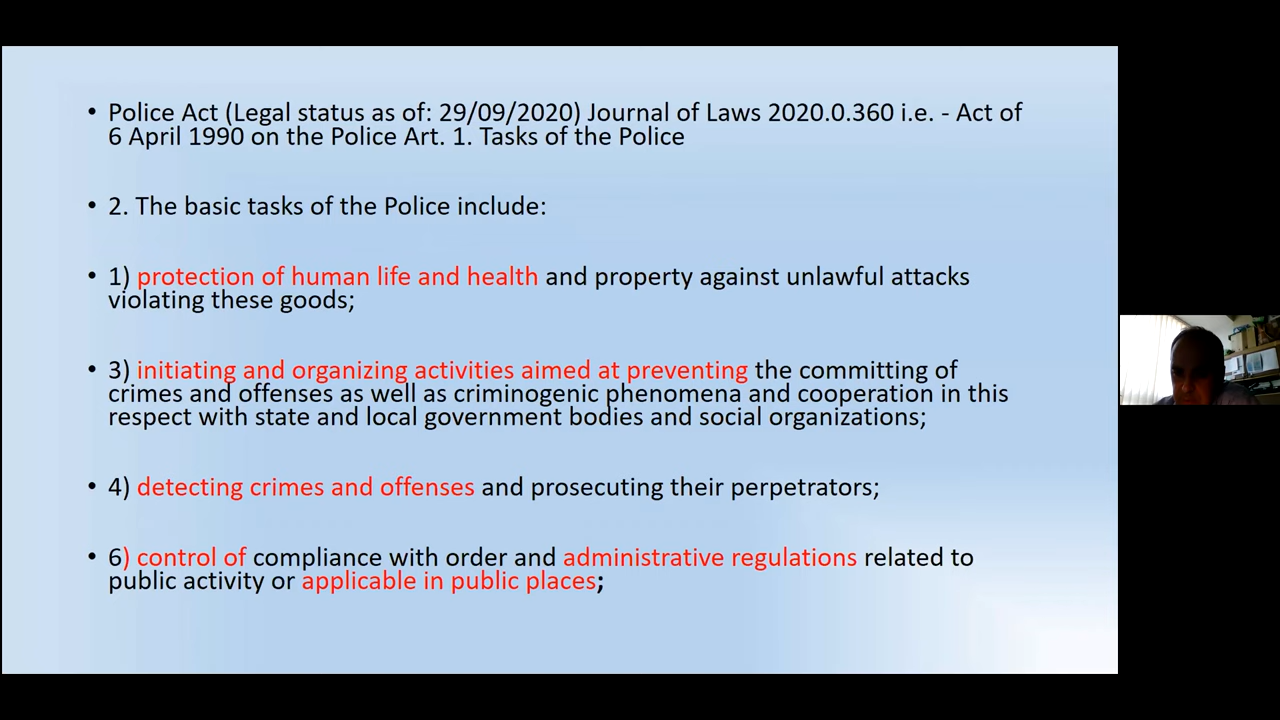 • Police Act (Legal status as of: 29/09/2020) Journal of Laws 2020.0.360 i.e. - Act of
6 April 1990 on the Police Art. 1. Tasks of the Police
• 2. The basic tasks of the Police include:
• 1) protection of human life and health and property against unlawful attacks
violating these goods;
• 3) initiating and organizing activities aimed at preventing the committing of
crimes and offenses as well as criminogenic phenomena and cooperation in this
respect with state and local government bodies and social organizations;
• 4) detecting crimes and offenses and prosecuting their perpetrators;
• 6) control of compliance with order and administrative regulations related to
public activity or applicable in public places;